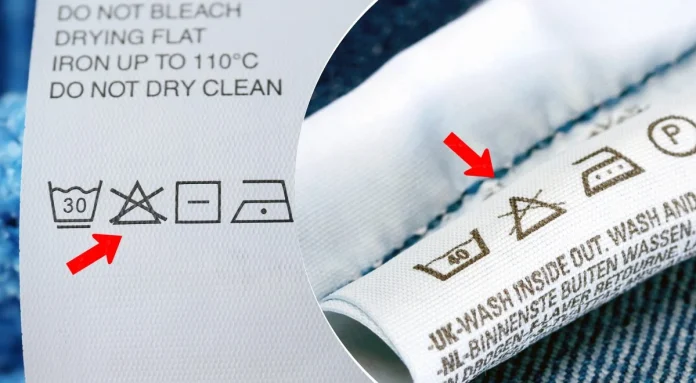 DO NOT BLEACH
DRYING FLAT
IRON UP TO 110°C
DO NOT DRY CLEAN
30
40
P
-UK-WASH INSIDE OUT. WASH AND
-NL-BINNENSTE BUITEN WASSEN.
RETOURNE,